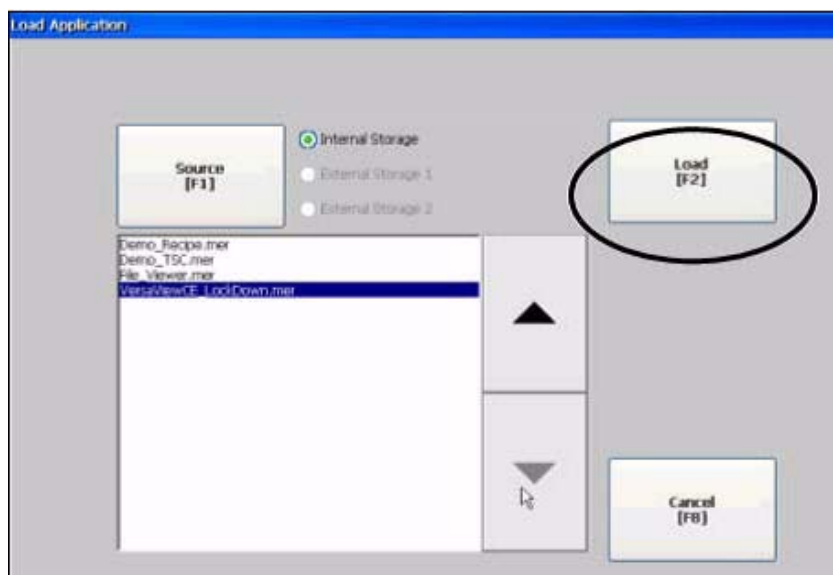 Load Application
Internal Storage
Source
[F1]
External Storage 1
External Storage 2
Load
[F2]
Demo_Recipe.mer
Demo_TSC.mer
File_Viewer.mer
VersaViewCE_LockDown.mer
Cancel
[F8]